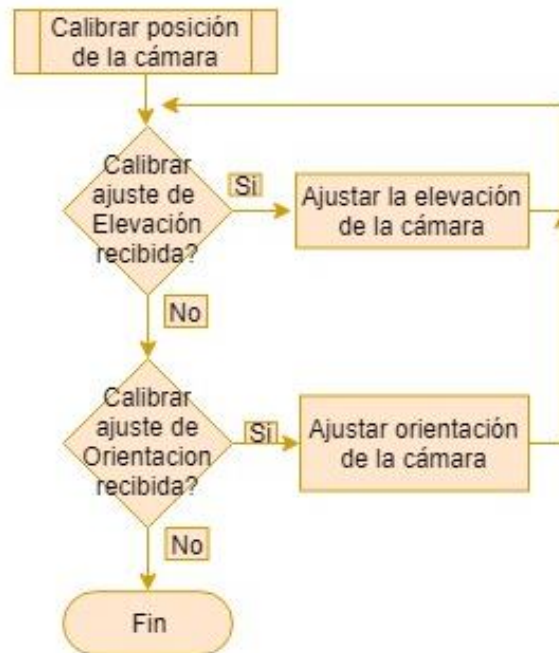 Calibrar posición
de la cámara
Calibrar
ajuste de
Elevación
recibida?
Si
Ajustar la elevación
de la cámara
No
Calibrar
ajuste de
Orientacion
recibida?
Si
Ajustar orientación
de la cámara
No
Fin